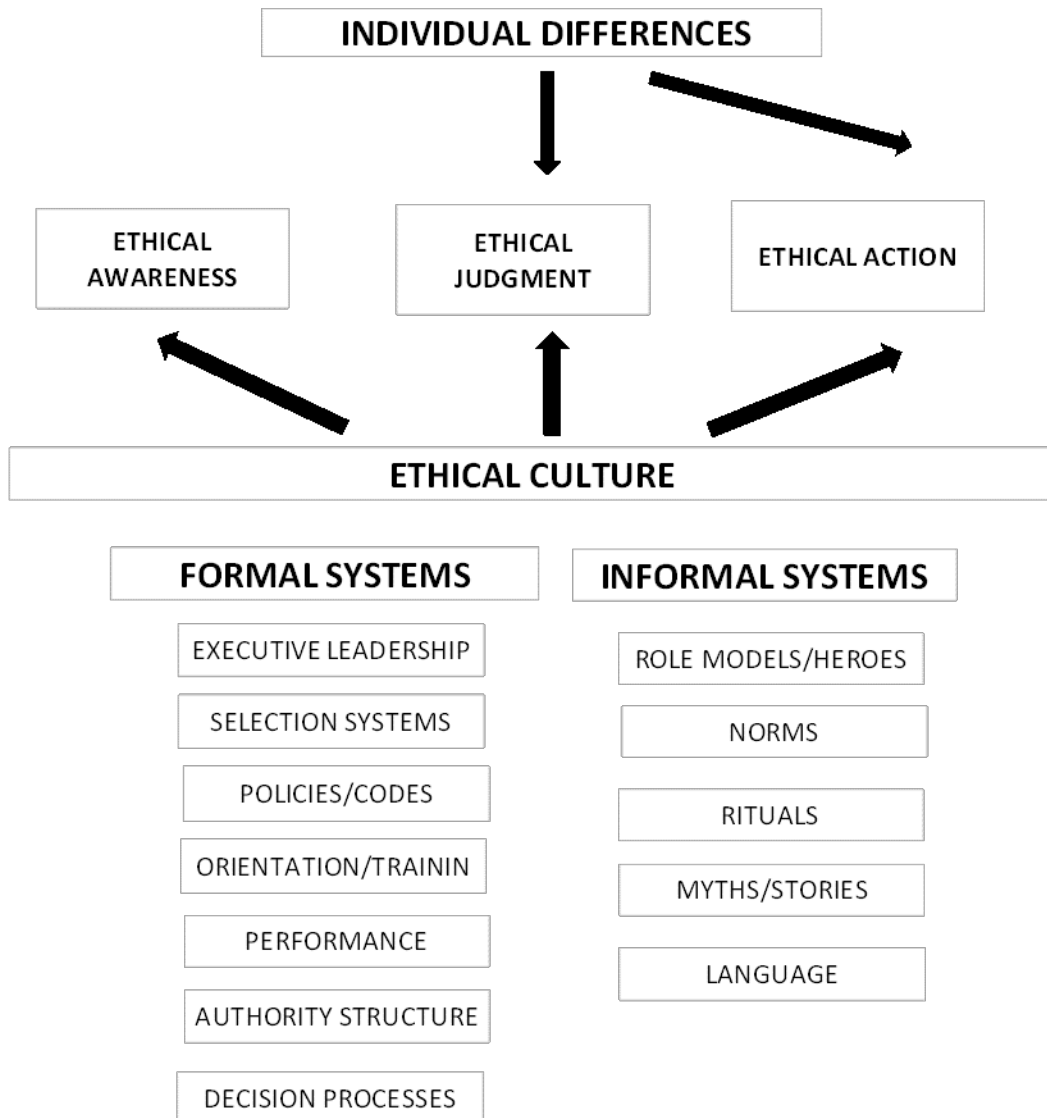 INDIVIDUAL DIFFERENCES
ETHICAL
AWARENESS
ETHICAL
JUDGMENT
ETHICAL ACTION
ETHICAL CULTURE
FORMAL SYSTEMS
EXECUTIVE LEADERSHIP
SELECTION SYSTEMS
POLICIES/CODES
ORIENTATION/TRAININ
PERFORMANCE
AUTHORITY STRUCTURE
DECISION PROCESSES
INFORMAL SYSTEMS
ROLE MODELS/HEROES
NORMS
RITUALS
MYTHS/STORIES
LANGUAGE